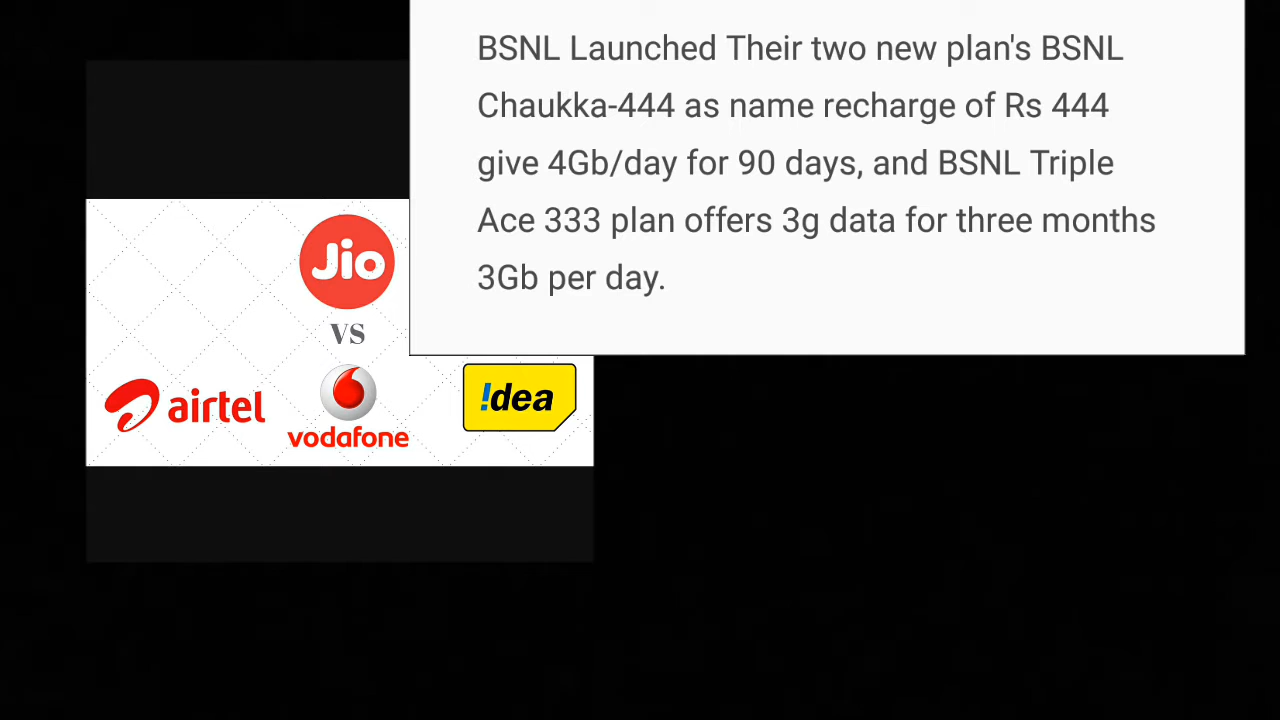 BSNL Launched Their two new plan's BSNL
Chaukka-444 as name recharge of Rs 444
give 4Gb/day for 90 days, and BSNL Triple
Ace 333 plan offers 3g data for three months
3Gb per day.
Jio
VS
airtel
vodafone
!dea